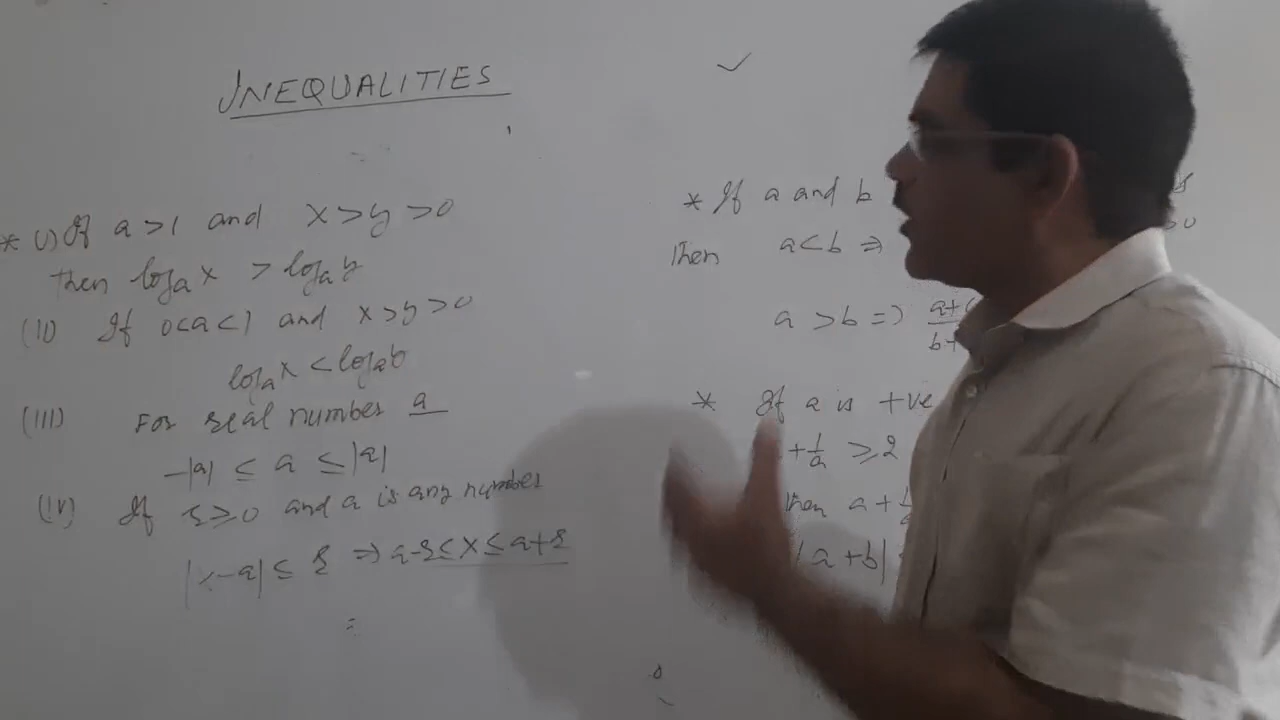 INEQUALITIES
* (i) If a > 1 and x > y > 0
then logₐx > logₐy
(ii) If 0<a<1 and x > y > 0
logₐx < logₐy
(iii) For real number a
-|a| ≤ a ≤ |a|
(iv) If r ≥ 0 and a is any number
|x-a| ≤ r ⇒ a-r ≤ x ≤ a+r
* If a and b
then a<b ⇒
a > b ⇒
* If a is +ve
+ 1/a ≥ 2
then a +
|a+b|